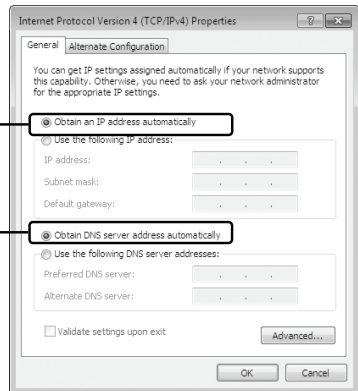 Internet Protocol Version 4 (TCP/IPv4) Properties
General
Alternate Configuration
You can get IP settings assigned automatically if your network supports
this capability. Otherwise, you need to ask your network administrator
for the appropriate IP settings.
Obtain an IP address automatically
Use the following IP address:
IP address:
Subnet mask:
Default gateway:
Obtain DNS server address automatically
Use the following DNS server addresses:
Preferred DNS server:
Alternate DNS server:
Validate settings upon exit
Advanced...
OK
Cancel